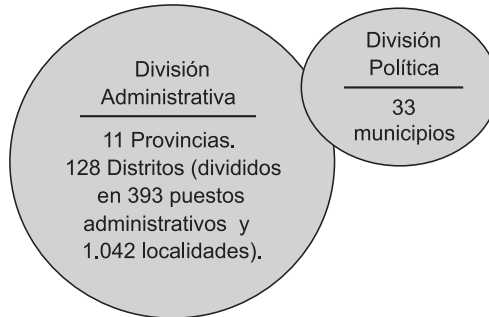 División
Administrativa
11 Provincias.
128 Distritos (divididos
en 393 puestos
administrativos y
1.042 localidades).
División
Política
33
municipios